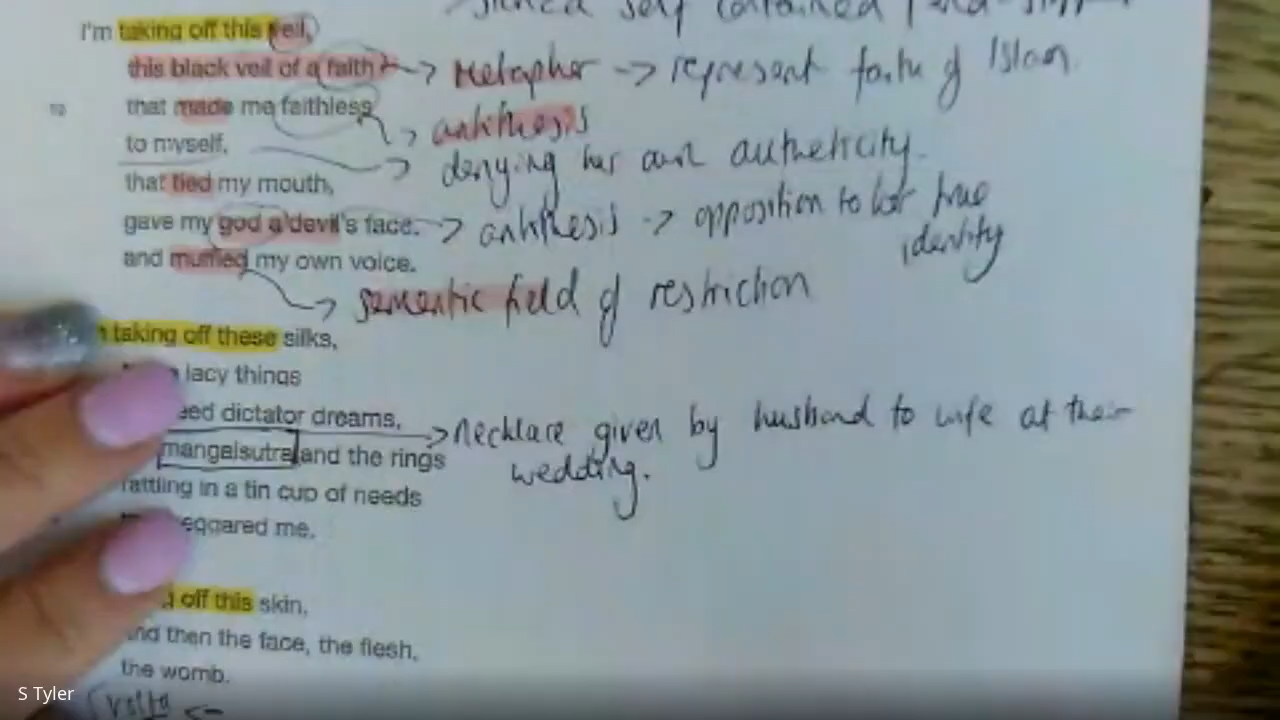 I'm taking off this veil,
this black veil of a faith -> Metaphor -> represent faith of Islam.
10
that made me faithless
antithesis
to myself,
denying her own autheticity.
that tied my mouth,
gave my god a devil's face, -> antithesis -> opposition to her true identity
and muffled my own voice.
semantic field of restriction
taking off these silks,
lacy things
dictator dreams, -> necklace given by husband to wife at their
mangalsutra and the rings
wedding.
rattling in a tin cup of needs
beggared me.
off this skin,
and then the face, the flesh,
the womb.
Volta
S Tyler